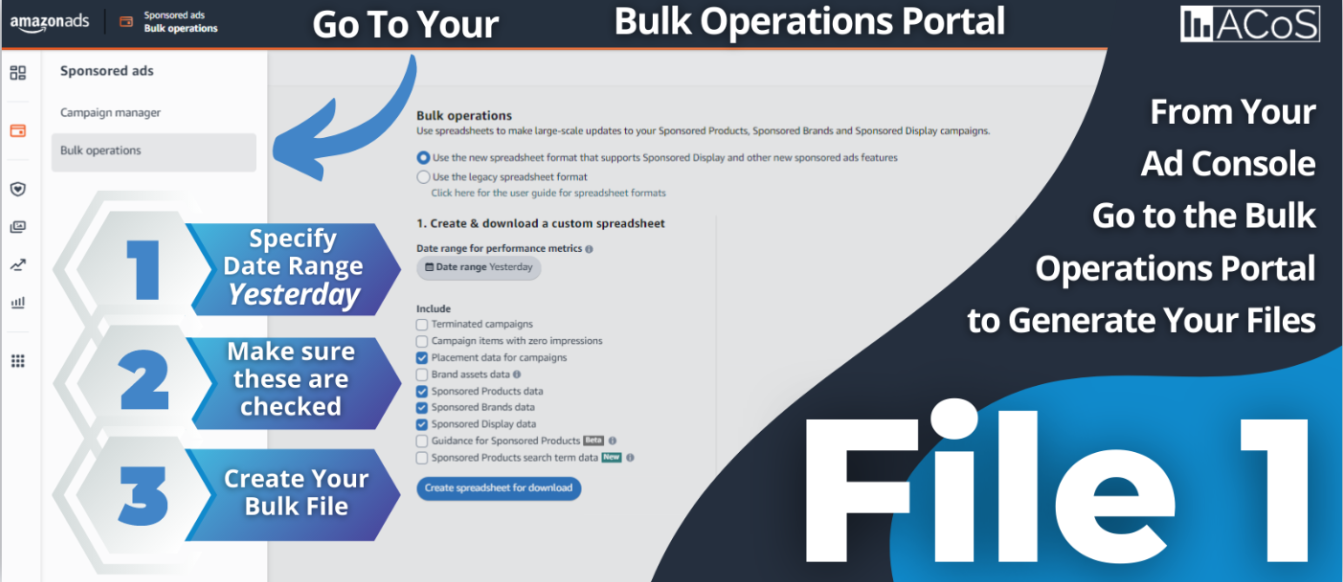 amazonads
Sponsored ads
Bulk operations
Go To Your
Bulk Operations Portal
ACoS
Sponsored ads
Campaign manager
Bulk operations
Bulk operations
Use spreadsheets to make large-scale updates to your Sponsored Products, Sponsored Brands and Sponsored Display campaigns.
Use the new spreadsheet format that supports Sponsored Display and other new sponsored ads features
Use the legacy spreadsheet format
Click here for the user guide for spreadsheet formats
1. Create & download a custom spreadsheet
Date range for performance metrics
Date range Yesterday
Include
Terminated campaigns
Campaign items with zero impressions
Placement data for campaigns
Brand assets data
Sponsored Products data
Sponsored Brands data
Sponsored Display data
Guidance for Sponsored Products Beta
Sponsored Products search term data New
Create spreadsheet for download
1
Specify
Date Range
Yesterday
2
Make sure
these are
checked
3
Create Your
Bulk File
From Your
Ad Console
Go to the Bulk
Operations Portal
to Generate Your Files
File 1